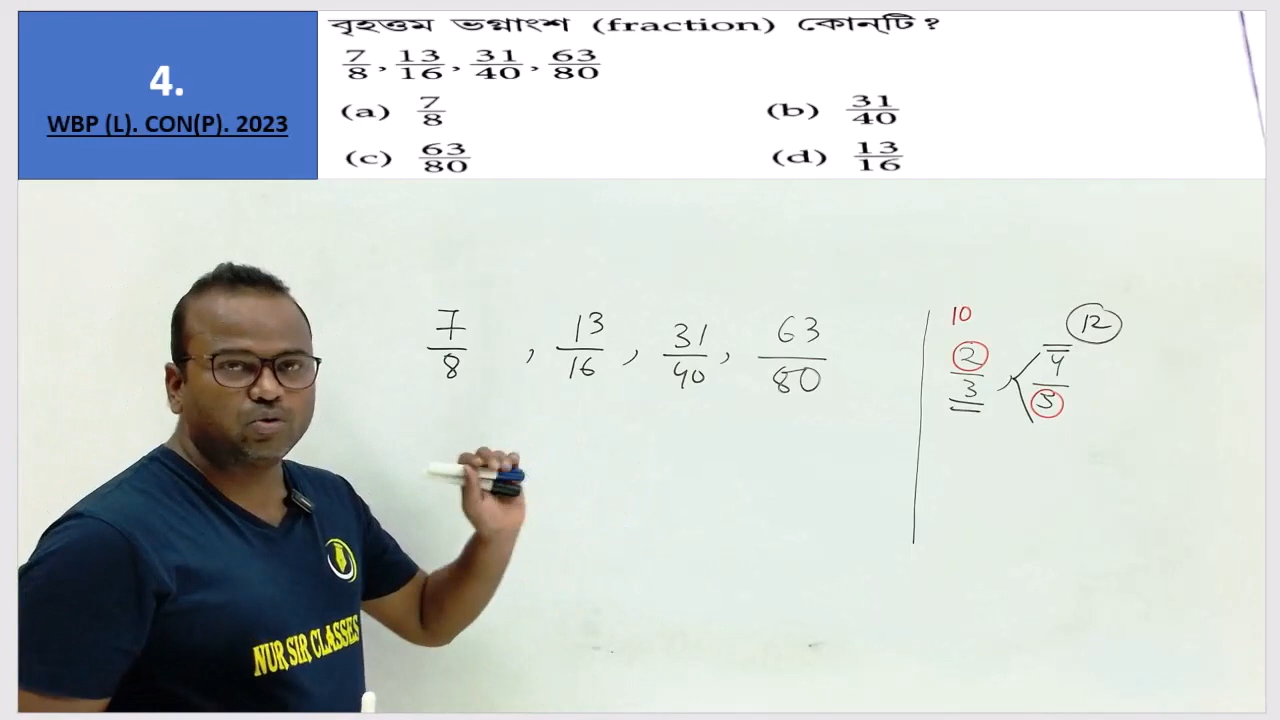 4.
WBP (L). CON(P). 2023
বৃহত্তম ভগ্নাংশ (fraction) কোন্‌টি ?
7/8, 13/16, 31/40, 63/80
(a) 7/8 (b) 31/40
(c) 63/80 (d) 13/16
7/8 , 13/16 , 31/40 , 63/80
10 12
2/3 , 4/5
NUR SIR CLASSES